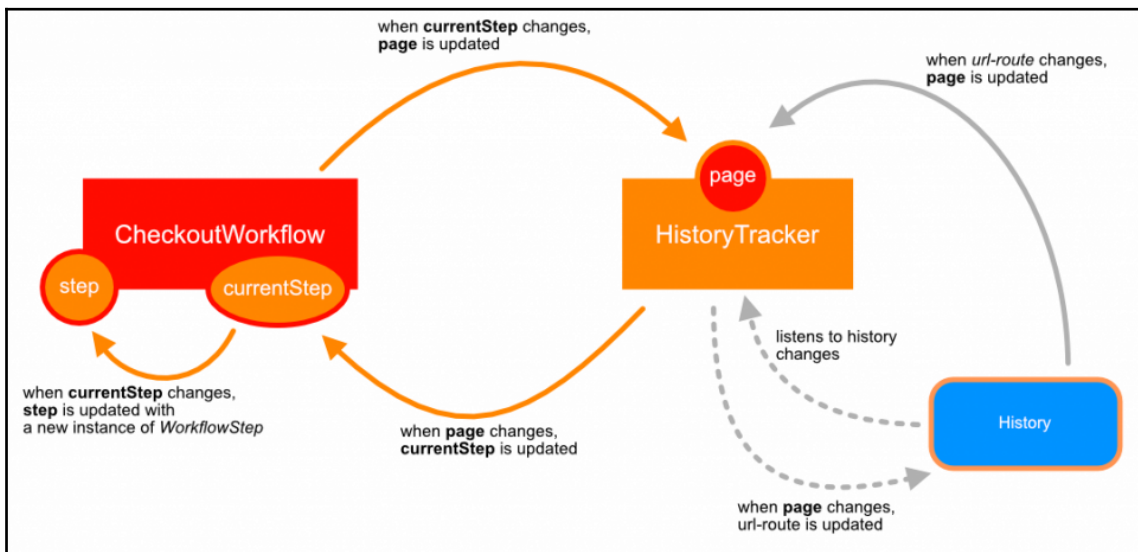 when currentStep changes,
page is updated
when url-route changes,
page is updated
page
CheckoutWorkflow
HistoryTracker
step
currentStep
listens to history
changes
when currentStep changes,
step is updated with
a new instance of WorkflowStep
when page changes,
currentStep is updated
History
when page changes,
url-route is updated